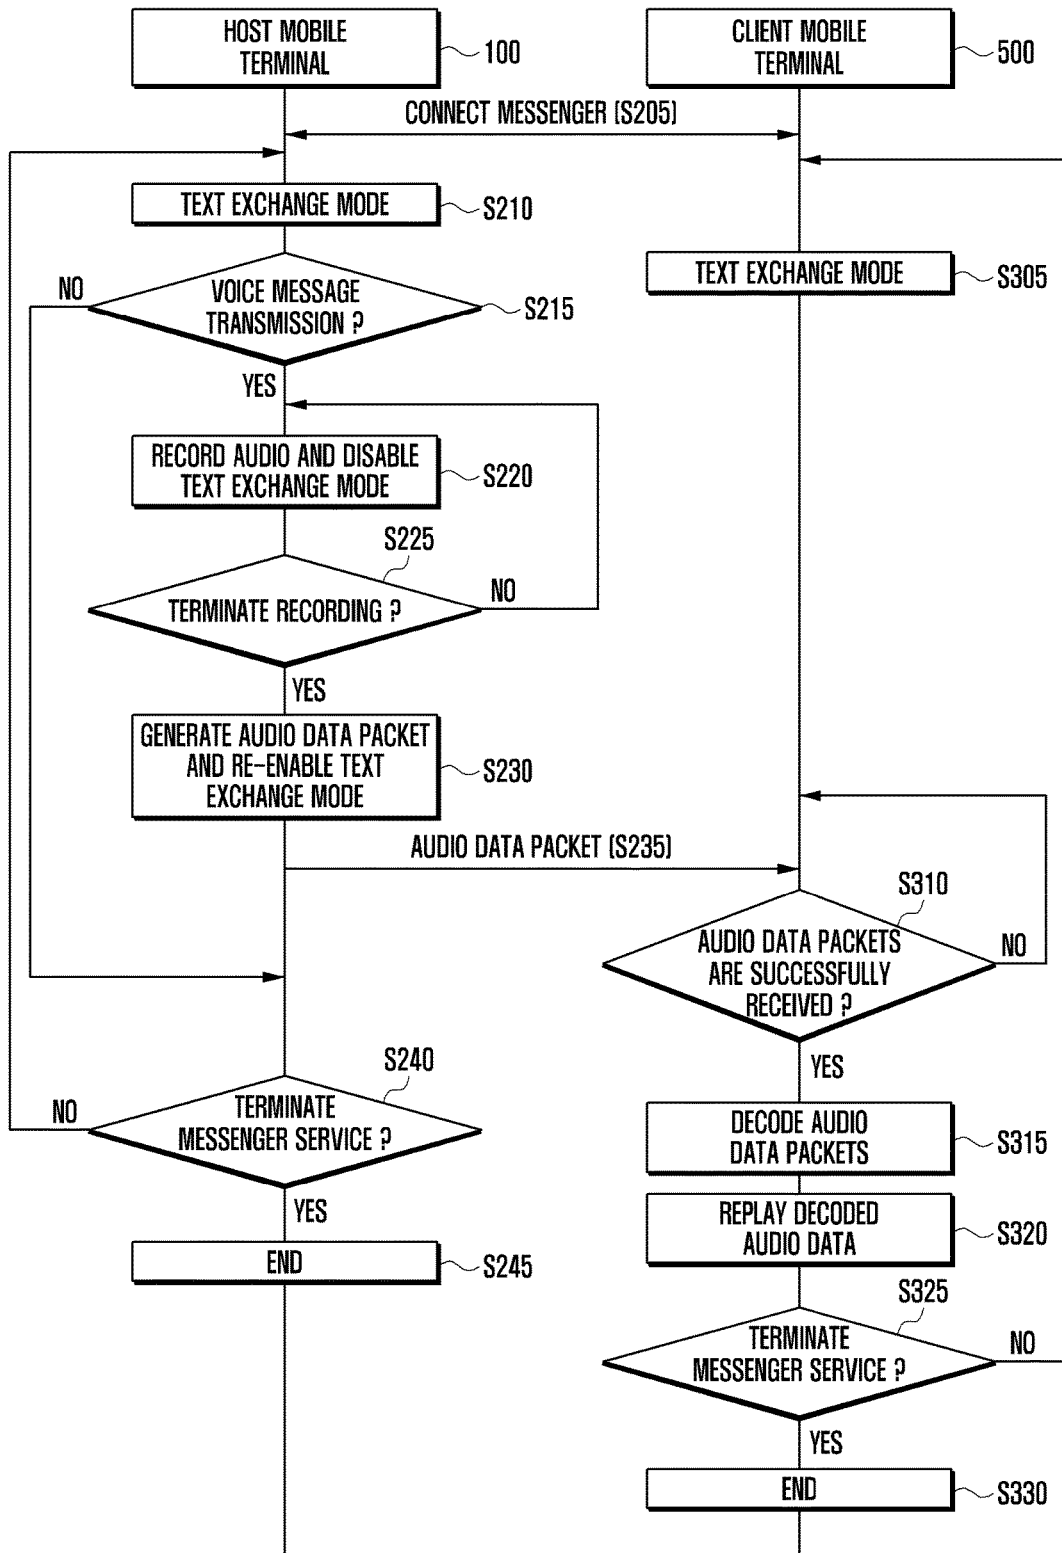 HOST MOBILE
TERMINAL
100
CLIENT MOBILE
TERMINAL
500
CONNECT MESSENGER (S205)
TEXT EXCHANGE MODE
S210
TEXT EXCHANGE MODE
S305
NO
VOICE MESSAGE
TRANSMISSION ?
S215
YES
RECORD AUDIO AND DISABLE
TEXT EXCHANGE MODE
S220
S225
TERMINATE RECORDING ?
NO
YES
GENERATE AUDIO DATA PACKET
AND RE-ENABLE TEXT
EXCHANGE MODE
S230
AUDIO DATA PACKET (S235)
S310
AUDIO DATA PACKETS
ARE SUCCESSFULLY
RECEIVED ?
NO
YES
S240
NO
TERMINATE
MESSENGER SERVICE ?
YES
DECODE AUDIO
DATA PACKETS
S315
REPLAY DECODED
AUDIO DATA
S320
END
S245
S325
TERMINATE
MESSENGER SERVICE ?
NO
YES
END
S330